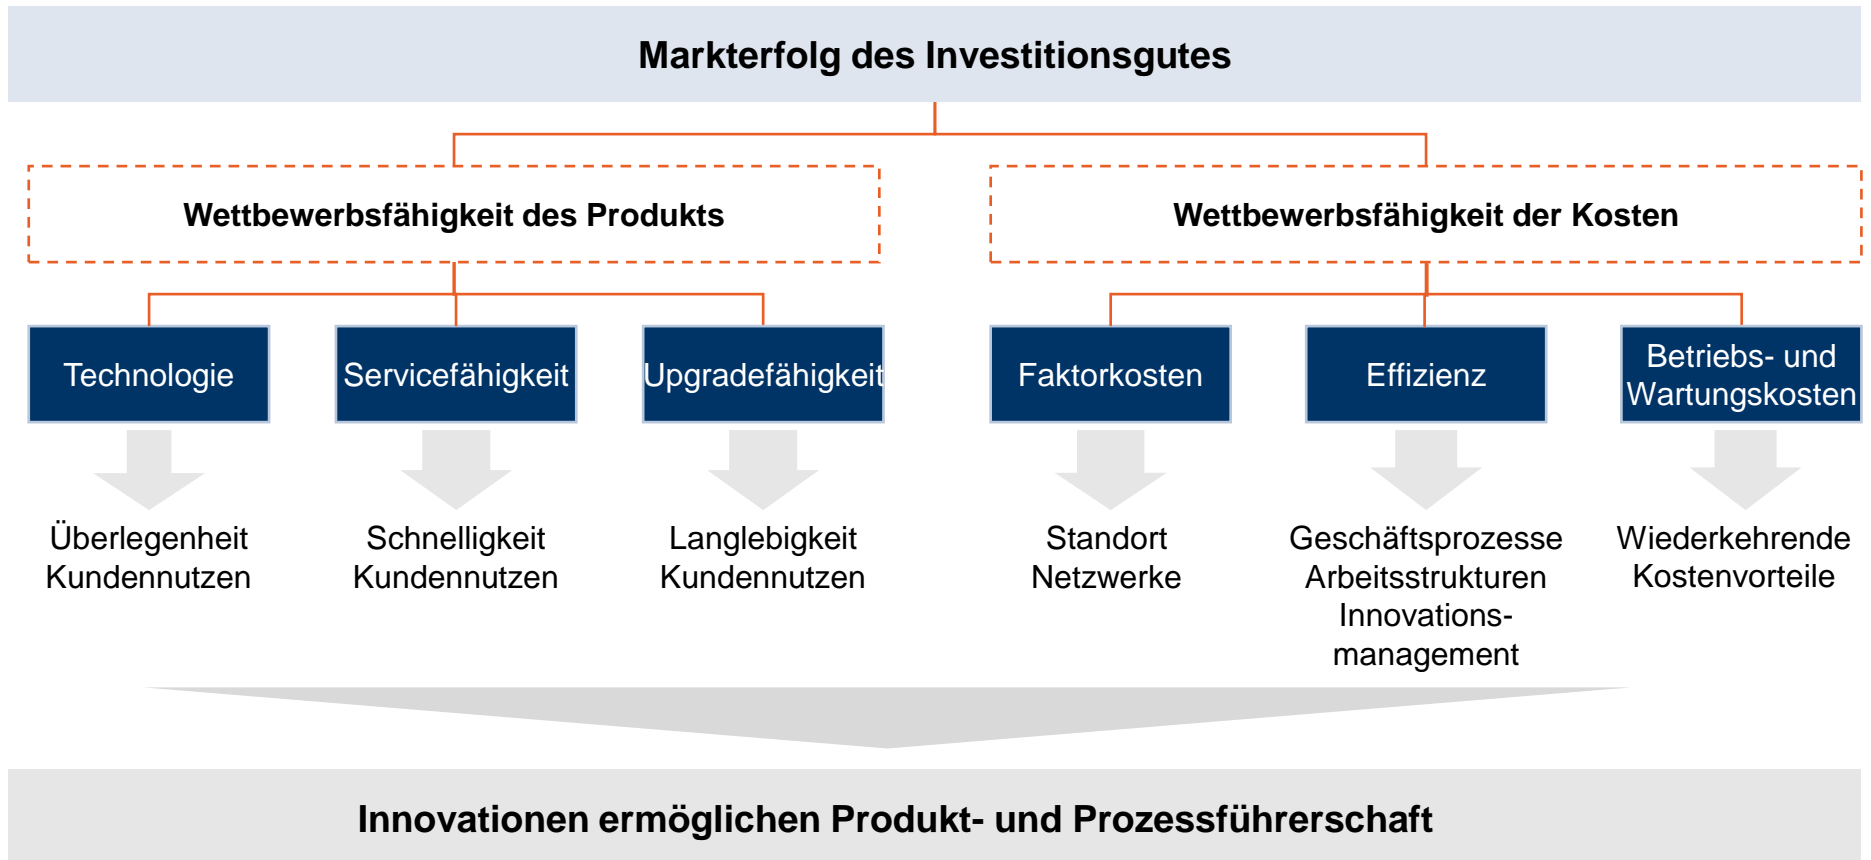 Markterfolg des Investitionsgutes
Wettbewerbsfähigkeit des Produkts
Wettbewerbsfähigkeit der Kosten
Technologie
Servicefähigkeit
Upgradefähigkeit
Faktorkosten
Effizienz
Betriebs- und
Wartungskosten
Überlegenheit
Kundennutzen
Schnelligkeit
Kundennutzen
Langlebigkeit
Kundennutzen
Standort
Netzwerke
Geschäftsprozesse
Arbeitsstrukturen
Innovations-
management
Wiederkehrende
Kostenvorteile
Innovationen ermöglichen Produkt- und Prozessführerschaft